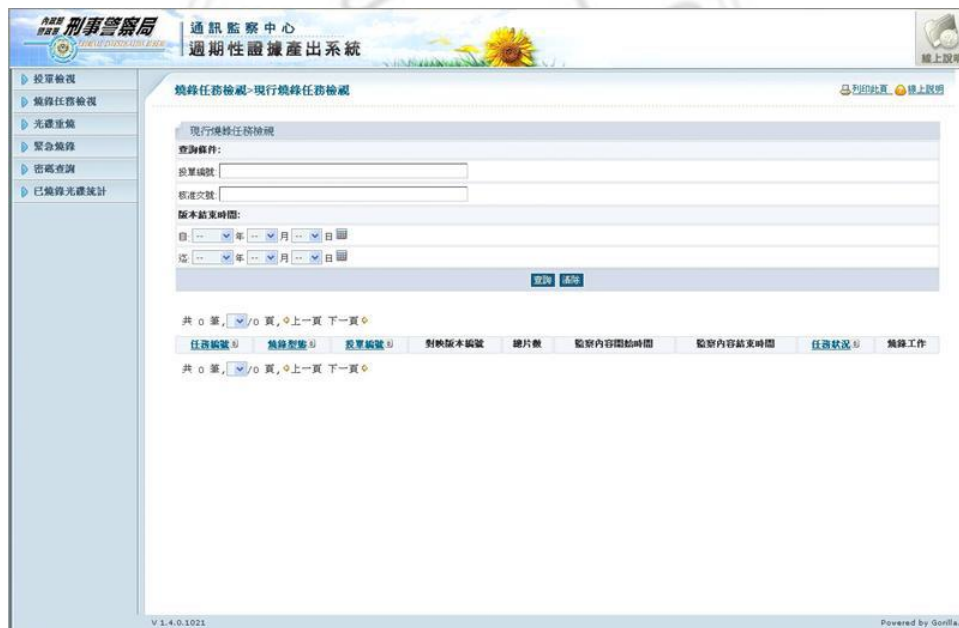 內政部
警政署 刑事警察局
通訊監察中心
週期性證據產出系統
線上說明
投單檢視
燒錄任務檢視
光碟重燒
緊急燒錄
密碼查詢
已燒錄光碟統計
燒錄任務檢視>現行燒錄任務檢視
列印此頁 線上說明
現行燒錄任務檢視
查詢條件:
投單編號:
核准文號:
版本結束時間:
自: -- 年 -- 月 -- 日
迄: -- 年 -- 月 -- 日
查詢 清除
共 0 筆, /0 頁, 上一頁 下一頁
任務編號 燒錄型態 投單編號 對映版本編號 總片數 監察內容開始時間 監察內容結束時間 任務狀況 燒錄工作
共 0 筆, /0 頁, 上一頁 下一頁
V 1.4.0.1021
Powered by Gorilla.